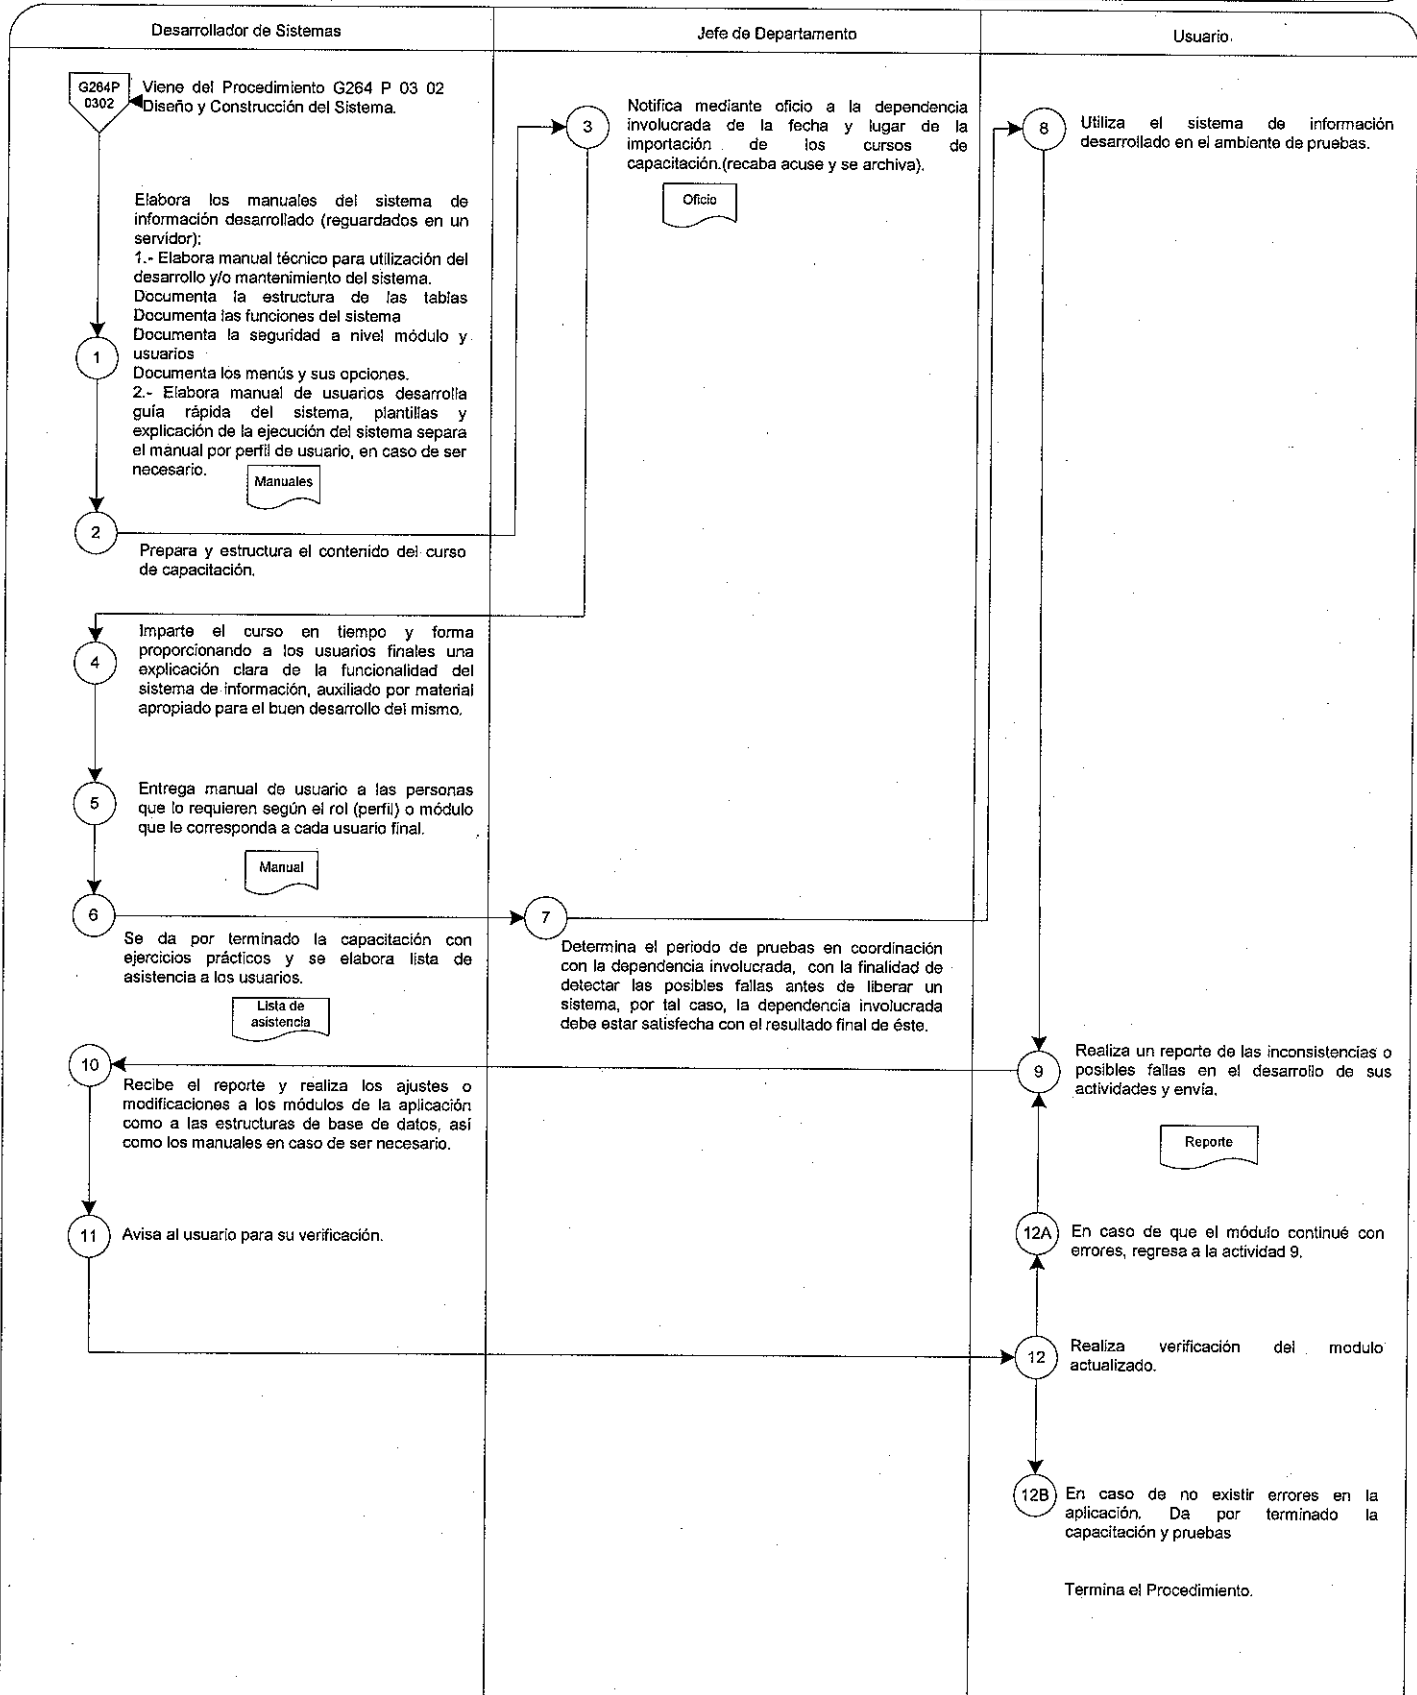 Desarrollador de Sistemas
Jefe de Departamento
Usuario.
G264P
0302
Viene del Procedimiento G264 P 03 02
Diseño y Construcción del Sistema.
Elabora los manuales del sistema de
información desarrollado (reguardados en un
servidor):
1.- Elabora manual técnico para utilización del
desarrollo y/o mantenimiento del sistema.
Documenta la estructura de las tablas
Documenta las funciones del sistema
Documenta la seguridad a nivel módulo y
usuarios
Documenta los menús y sus opciones.
2.- Elabora manual de usuarios desarrolla
guía rápida del sistema, plantillas y
explicación de la ejecución del sistema separa
el manual por perfil de usuario, en caso de ser
necesario.
1
Manuales
2
Prepara y estructura el contenido del curso
de capacitación.
3
Notifica mediante oficio a la dependencia
involucrada de la fecha y lugar de la
importación de los cursos de
capacitación.(recaba acuse y se archiva).
Oficio
4
Imparte el curso en tiempo y forma
proporcionando a los usuarios finales una
explicación clara de la funcionalidad del
sistema de información, auxiliado por material
apropiado para el buen desarrollo del mismo.
5
Entrega manual de usuario a las personas
que lo requieren según el rol (perfil) o módulo
que le corresponda a cada usuario final.
Manual
6
Se da por terminado la capacitación con
ejercicios prácticos y se elabora lista de
asistencia a los usuarios.
Lista de
asistencia
7
Determina el periodo de pruebas en coordinación
con la dependencia involucrada, con la finalidad de
detectar las posibles fallas antes de liberar un
sistema, por tal caso, la dependencia involucrada
debe estar satisfecha con el resultado final de éste.
8
Utiliza el sistema de información
desarrollado en el ambiente de pruebas.
9
Realiza un reporte de las inconsistencias o
posibles fallas en el desarrollo de sus
actividades y envía.
Reporte
10
Recibe el reporte y realiza los ajustes o
modificaciones a los módulos de la aplicación
como a las estructuras de base de datos, así
como los manuales en caso de ser necesario.
11
Avisa al usuario para su verificación.
12A
En caso de que el módulo continué con
errores, regresa a la actividad 9.
12
Realiza verificación del modulo
actualizado.
12B
En caso de no existir errores en la
aplicación. Da por terminado la
capacitación y pruebas
Termina el Procedimiento.